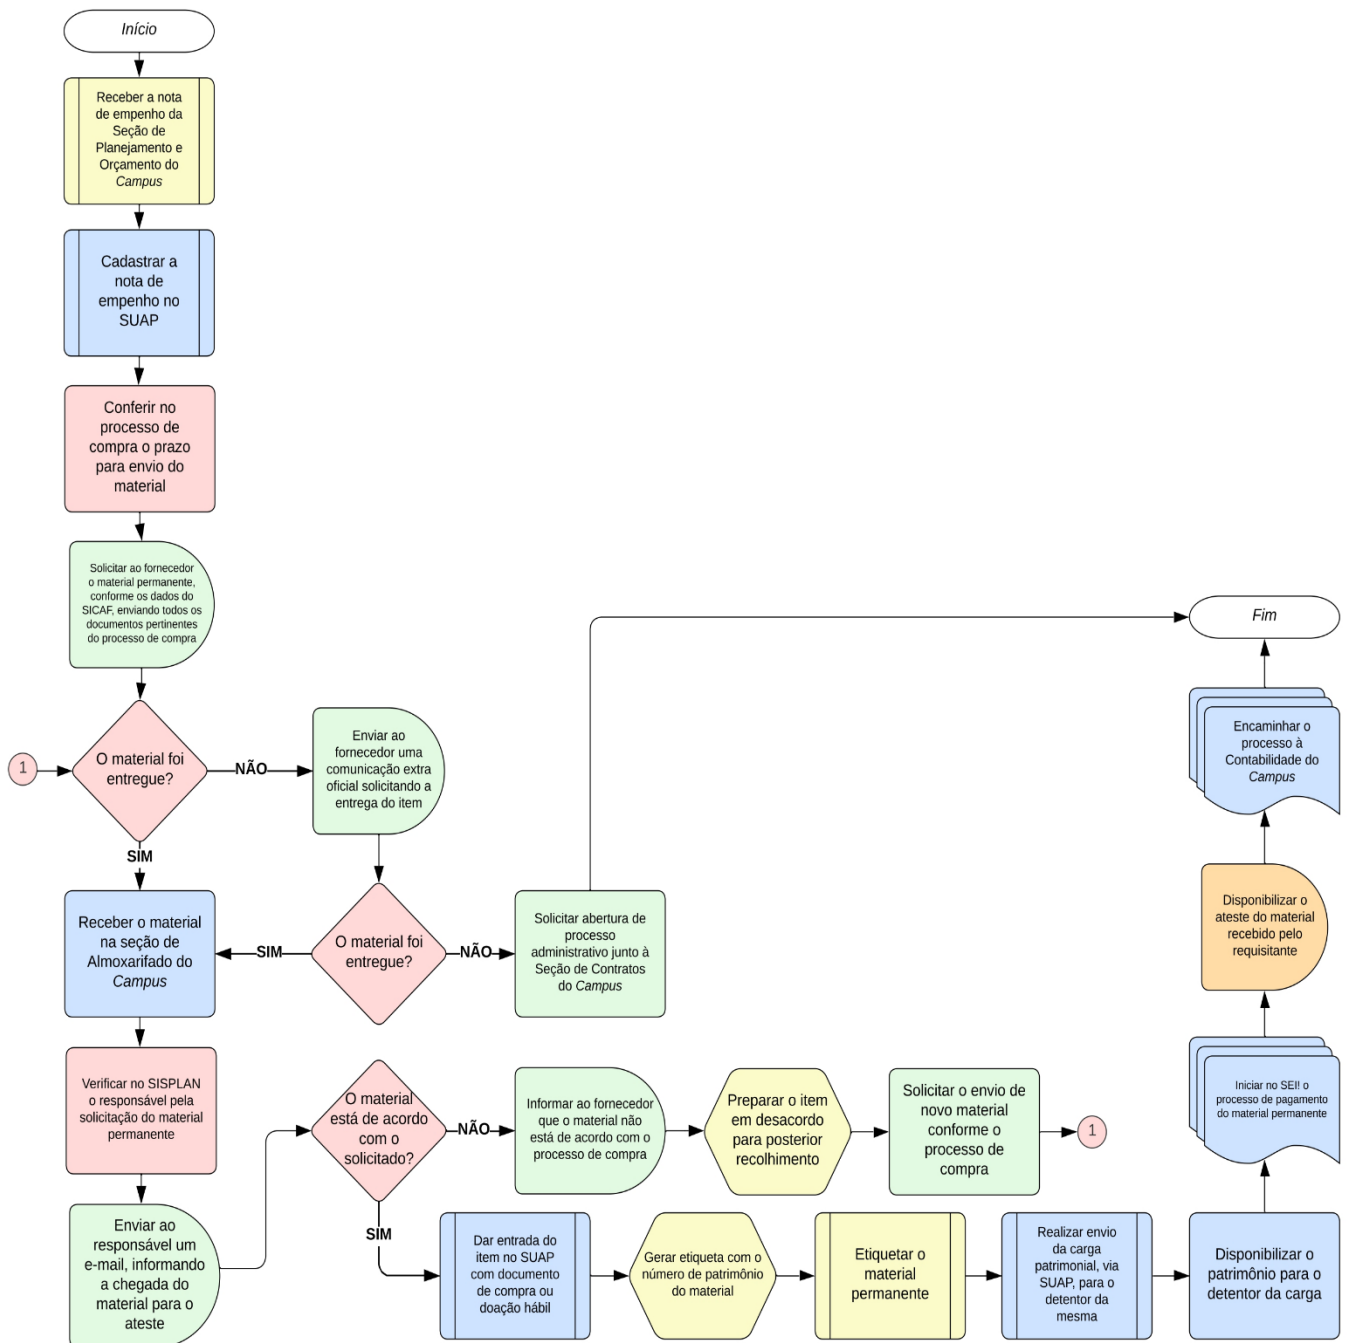 Início
Receber a nota
de empenho da
Seção de
Planejamento e
Orçamento do
Campus
Cadastrar a
nota de
empenho no
SUAP
Conferir no
processo de
compra o prazo
para envio do
material
Solicitar ao fornecedor
o material permanente,
conforme os dados do
SICAF, enviando todos os
documentos pertinentes
do processo de compra
1
O material foi
entregue?
NÃO
Enviar ao
fornecedor uma
comunicação extra
oficial solicitando a
entrega do item
SIM
Receber o material
na seção de
Almoxarifado do
Campus
SIM
O material foi
entregue?
NÃO
Solicitar abertura de
processo
administrativo junto à
Seção de Contratos
do Campus
Verificar no SISPLAN
o responsável pela
solicitação do material
permanente
Enviar ao
responsável um
e-mail, informando
a chegada do
material para o
ateste
O material
está de acordo
com o
solicitado?
NÃO
Informar ao fornecedor
que o material não
está de acordo com o
processo de compra
Preparar o item
em desacordo
para posterior
recolhimento
Solicitar o envio de
novo material
conforme o
processo de
compra
1
SIM
Dar entrada do
item no SUAP
com documento
de compra ou
doação hábil
Gerar etiqueta com o
número de patrimônio
do material
Etiquetar o
material
permanente
Realizar envio
da carga
patrimonial, via
SUAP, para o
detentor da
mesma
Disponibilizar o
patrimônio para o
detentor da carga
Iniciar no SEI! o
processo de pagamento
do material permanente
Disponibilizar o
ateste do material
recebido pelo
requisitante
Encaminhar o
processo à
Contabilidade do
Campus
Fim